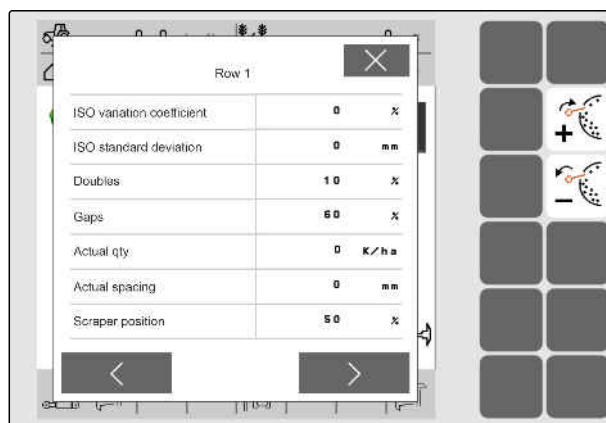 Row 1
ISO variation coefficient 0 %
ISO standard deviation 0 mm
Doubles 10 %
Gaps 60 %
Actual qty 0 K/ha
Actual spacing 0 mm
Scraper position 50 %